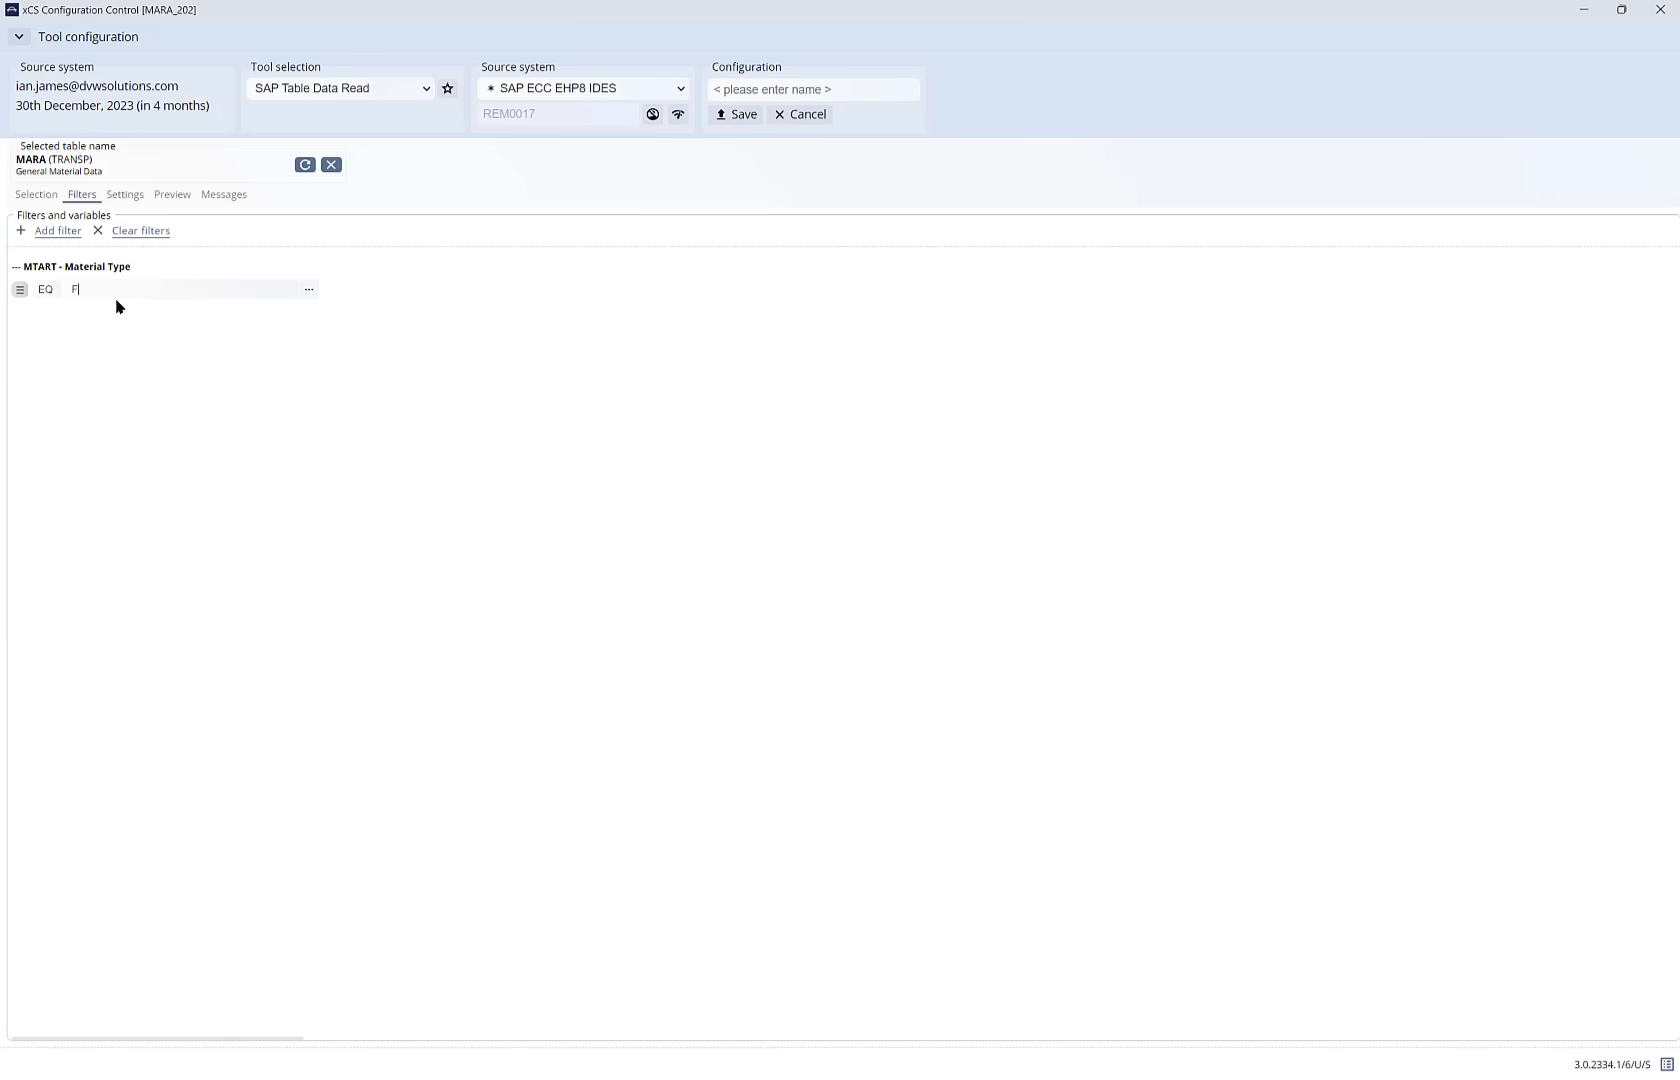 xCS Configuration Control [MARA_202]
Tool configuration
Source system
ian.james@dvwsolutions.com
30th December, 2023 (in 4 months)
Tool selection
SAP Table Data Read
Source system
✶ SAP ECC EHP8 IDES
REM0017
Configuration
< please enter name >
Save
Cancel
Selected table name
MARA (TRANSP)
General Material Data
Selection Filters Settings Preview Messages
Filters and variables
Add filter
Clear filters
--- MTART - Material Type
EQ F
...
3.0.2334.1/6/U/S